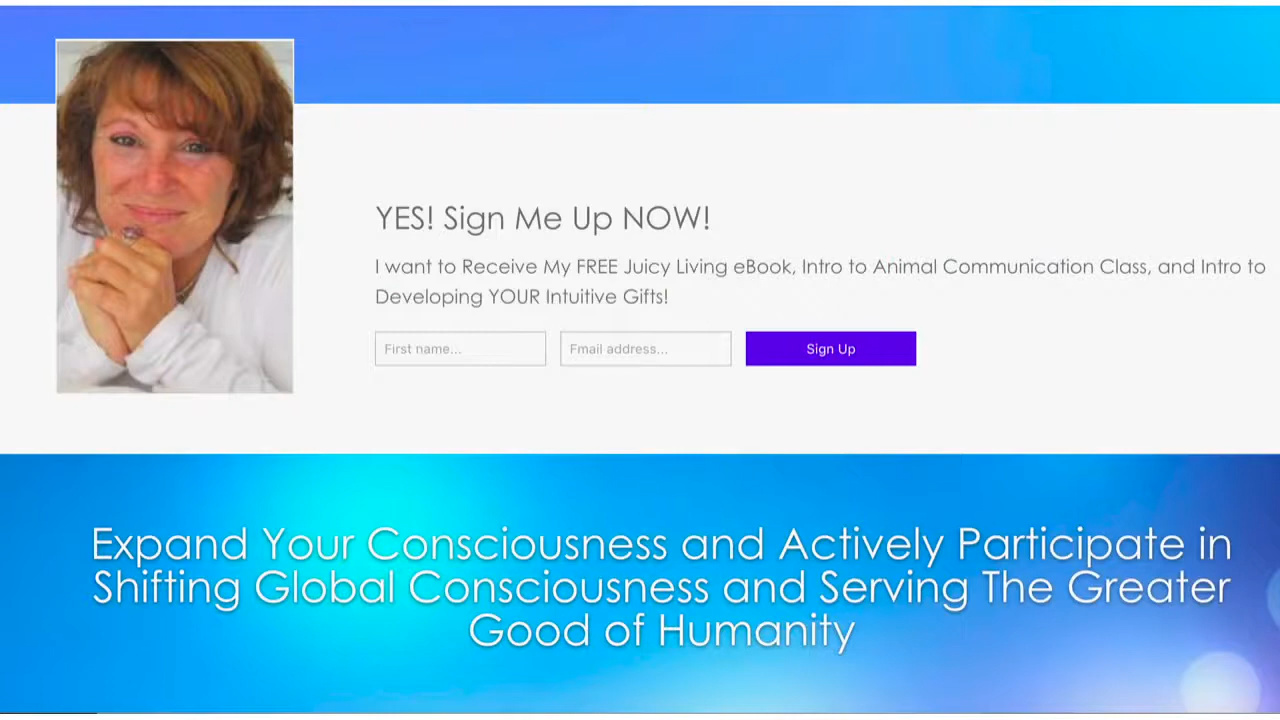 YES! Sign Me Up NOW!
I want to Receive My FREE Juicy Living eBook, Intro to Animal Communication Class, and Intro to
Developing YOUR Intuitive Gifts!
First name... Email address... Sign Up
Expand Your Consciousness and Actively Participate in
Shifting Global Consciousness and Serving The Greater
Good of Humanity